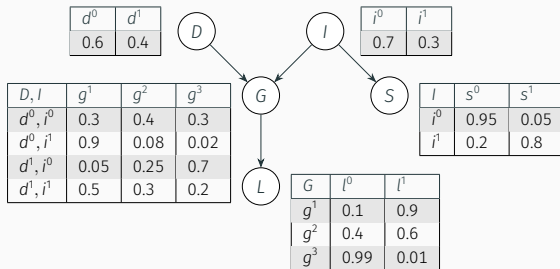 d⁰ d¹
0.6 0.4
D
I
i⁰ i¹
0.7 0.3
D, I g¹ g² g³
d⁰, i⁰ 0.3 0.4 0.3
d⁰, i¹ 0.9 0.08 0.02
d¹, i⁰ 0.05 0.25 0.7
d¹, i¹ 0.5 0.3 0.2
G
S
I s⁰ s¹
i⁰ 0.95 0.05
i¹ 0.2 0.8
L
G l⁰ l¹
g¹ 0.1 0.9
g² 0.4 0.6
g³ 0.99 0.01